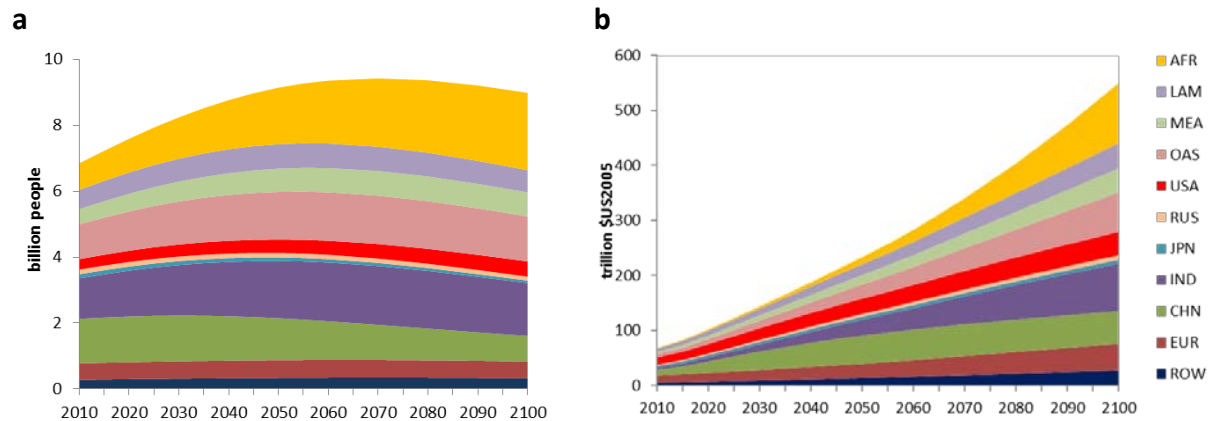 a
billion people
10
8
6
4
2
0
2010 2020 2030 2040 2050 2060 2070 2080 2090 2100
b
trillion $US2005
600
500
400
300
200
100
0
2010 2020 2030 2040 2050 2060 2070 2080 2090 2100
AFR
LAM
MEA
OAS
USA
RUS
JPN
IND
CHN
EUR
ROW